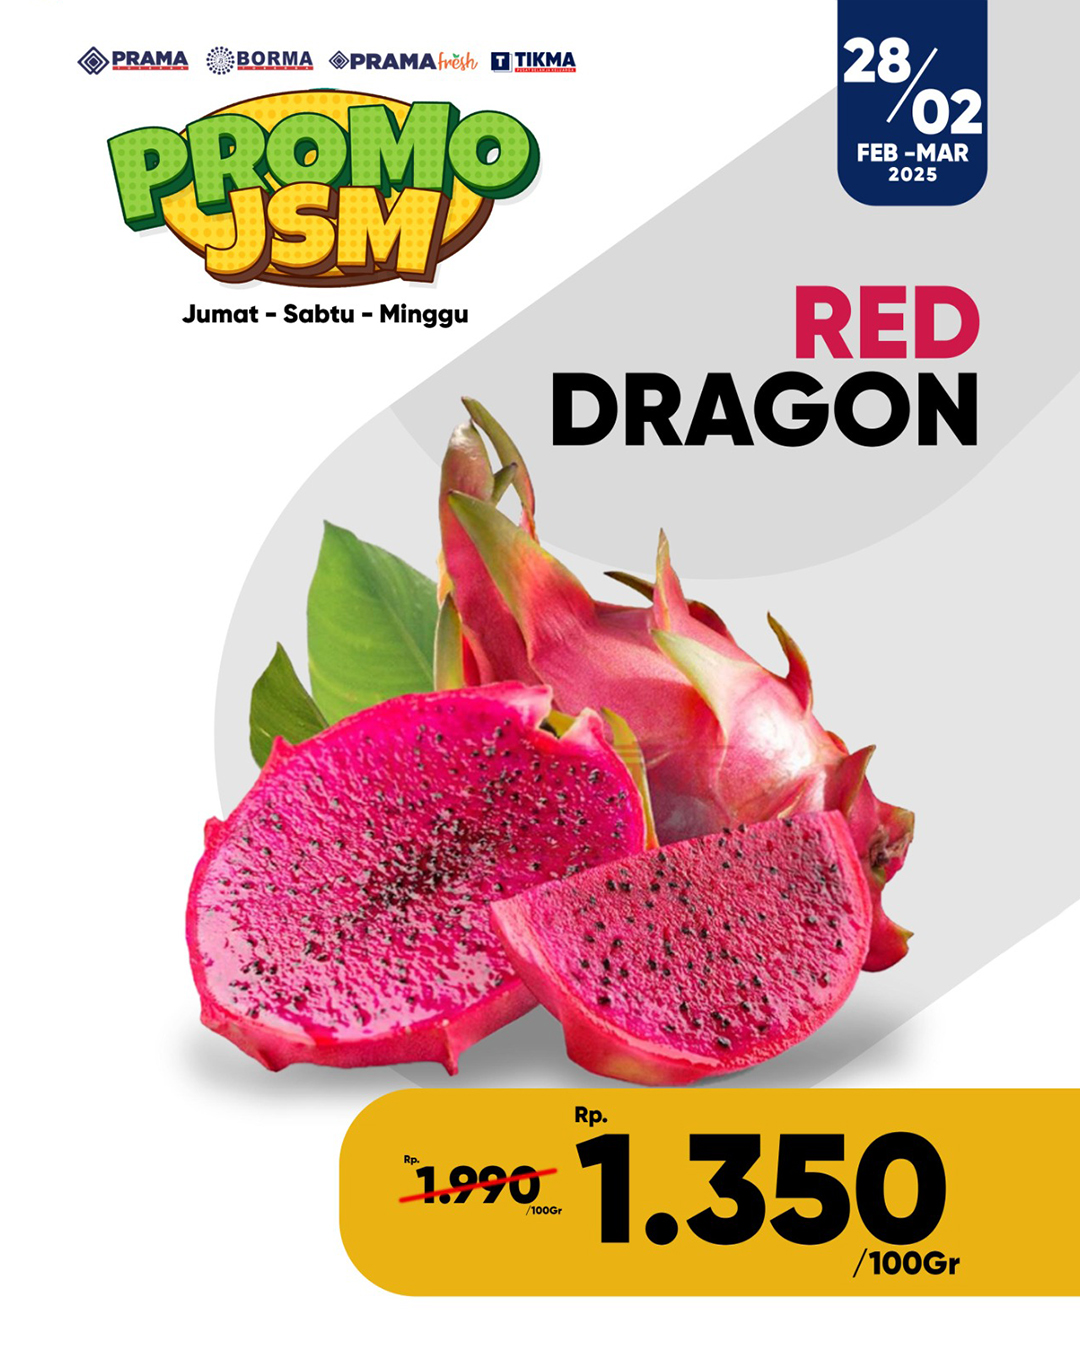 PRAMA BORMA PRAMA fresh TIKMA
PROMO
JSM
Jumat - Sabtu - Minggu
28/02
FEB -MAR
2025
RED
DRAGON
Rp.
1.990
/100Gr
Rp.
1.350
/100Gr